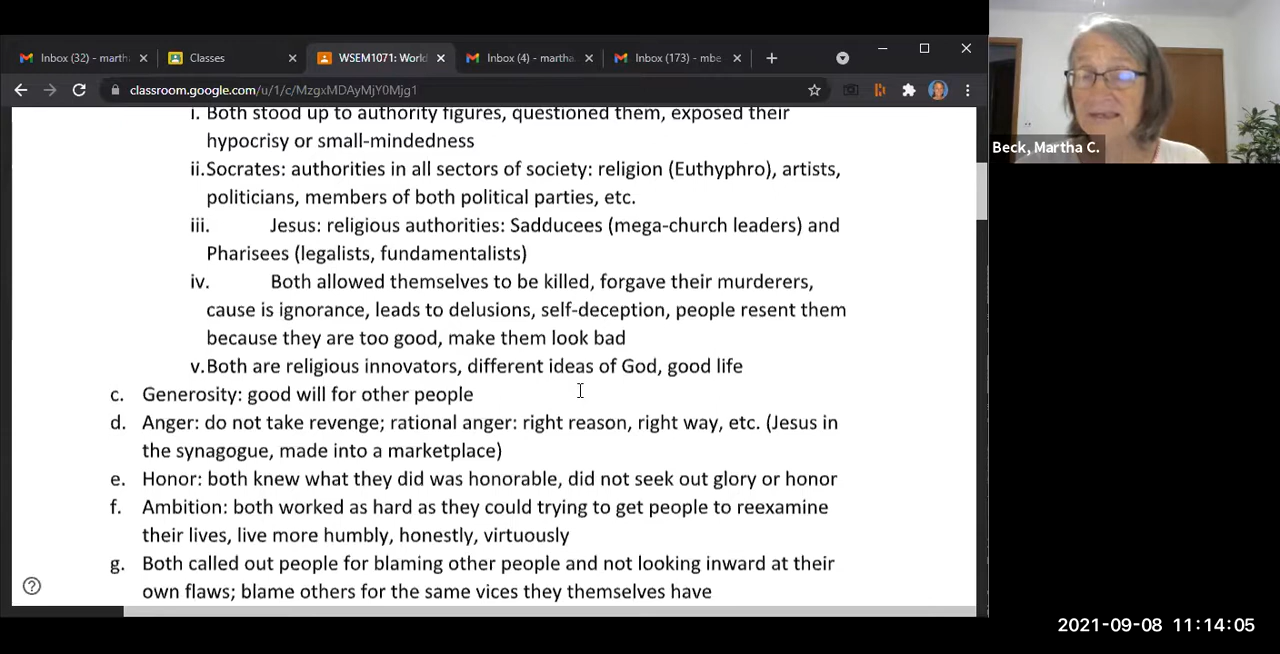 Inbox (32) - marth
Classes
WSEM1071: World
Inbox (4) - martha.
Inbox (173) - mbe
classroom.google.com/u/1/c/MzgxMDAyMjY0Mjg1
i. Both stood up to authority figures, questioned them, exposed their
hypocrisy or small-mindedness
ii.Socrates: authorities in all sectors of society: religion (Euthyphro), artists,
politicians, members of both political parties, etc.
iii. Jesus: religious authorities: Sadducees (mega-church leaders) and
Pharisees (legalists, fundamentalists)
iv. Both allowed themselves to be killed, forgave their murderers,
cause is ignorance, leads to delusions, self-deception, people resent them
because they are too good, make them look bad
v.Both are religious innovators, different ideas of God, good life
c. Generosity: good will for other people
d. Anger: do not take revenge; rational anger: right reason, right way, etc. (Jesus in
the synagogue, made into a marketplace)
e. Honor: both knew what they did was honorable, did not seek out glory or honor
f. Ambition: both worked as hard as they could trying to get people to reexamine
their lives, live more humbly, honestly, virtuously
g. Both called out people for blaming other people and not looking inward at their
own flaws; blame others for the same vices they themselves have
Beck, Martha C.
2021-09-08 11:14:05